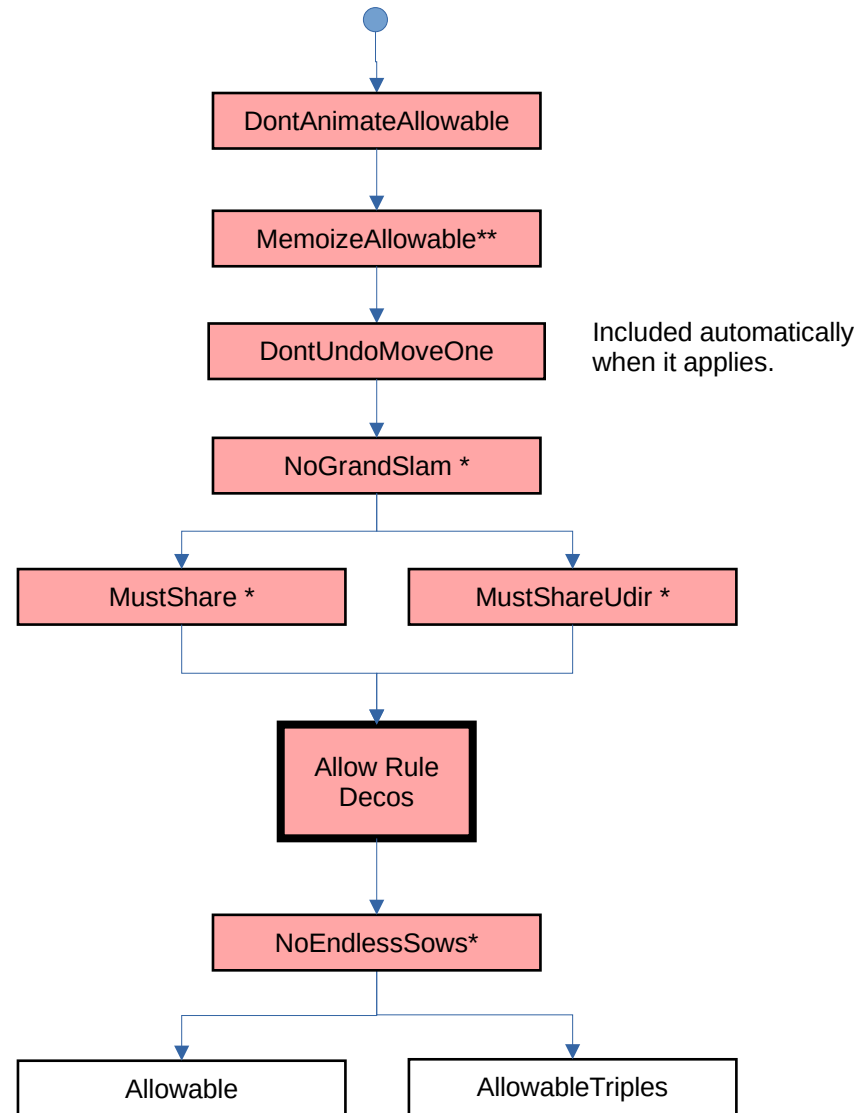 DontAnimateAllowable
MemoizeAllowable**
DontUndoMoveOne
Included automatically
when it applies.
NoGrandSlam *
MustShare *
MustShareUdir *
Allow Rule
Decos
NoEndlessSows*
Allowable
AllowableTriples